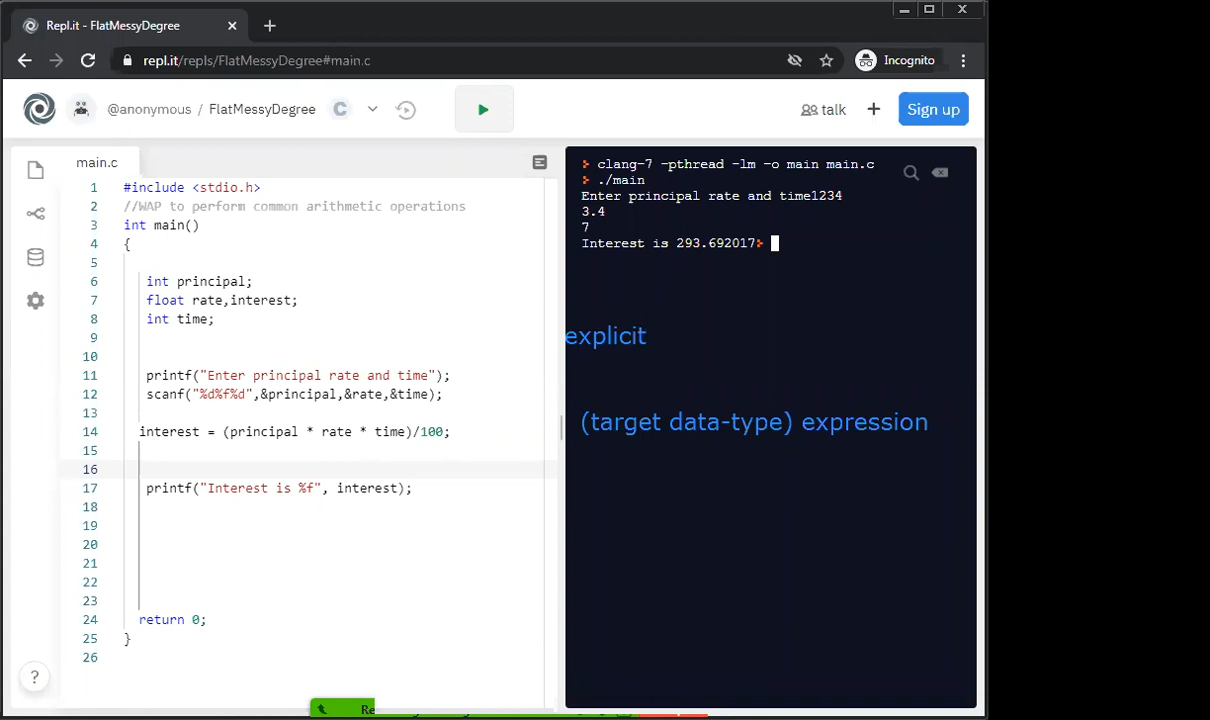 Repl.it - FlatMessyDegree
repl.it/repls/FlatMessyDegree#main.c
Incognito
@anonymous / FlatMessyDegree C
talk
Sign up
main.c
1 #include <stdio.h>
2 //WAP to perform common arithmetic operations
3 int main()
4 {
5
6 int principal;
7 float rate,interest;
8 int time;
9
10
11 printf("Enter principal rate and time");
12 scanf("%d%f%d",&principal,&rate,&time);
13
14 interest = (principal * rate * time)/100;
15
16
17 printf("Interest is %f", interest);
18
19
20
21
22
23
24 return 0;
25 }
26
?
Re
clang-7 -pthread -lm -o main main.c
./main
Enter principal rate and time1234
3.4
7
Interest is 293.692017
explicit
(target data-type) expression